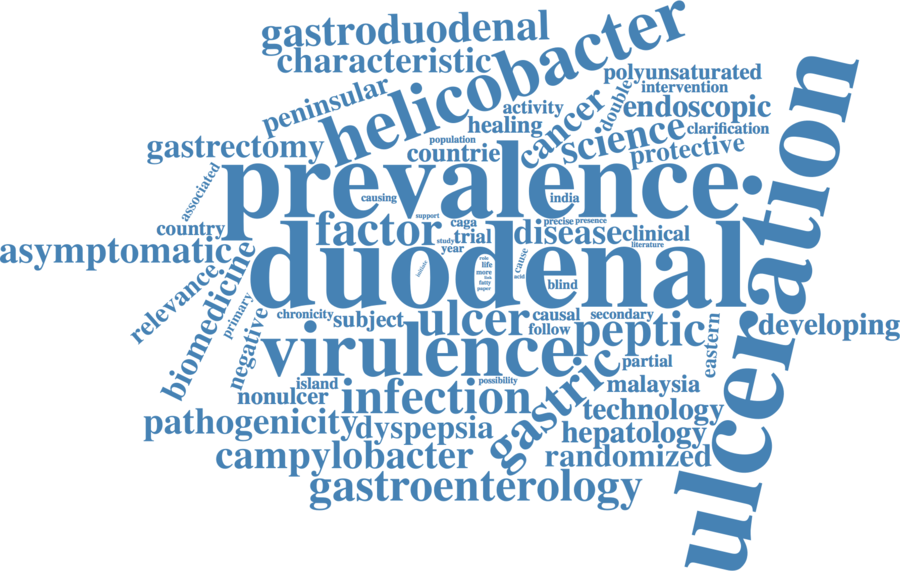 gastroduodenal
characteristic
helicobacter
polyunsaturated
intervention
peninsular
activity
double
endoscopic
healing
cancer
science
clarification
gastrectomy
population
countrie
protective
prevalence
ulceration
associated
causing
india
support
country
factor
caga
precise
presence
trial
disease
clinical
asymptomatic
study
year
literature
duodenal
relevance
biomedicine
life
more
cause
acid
fatty
paper
blind
primary
chronicity
subject
ulcer
causal
secondary
follow
peptic
eastern
developing
negative
virulence
partial
island
possibility
gastric
malaysia
nonulcer
infection
technology
pathogenicity
dyspepsia
hepatology
campylobacter
randomized
gastroenterology